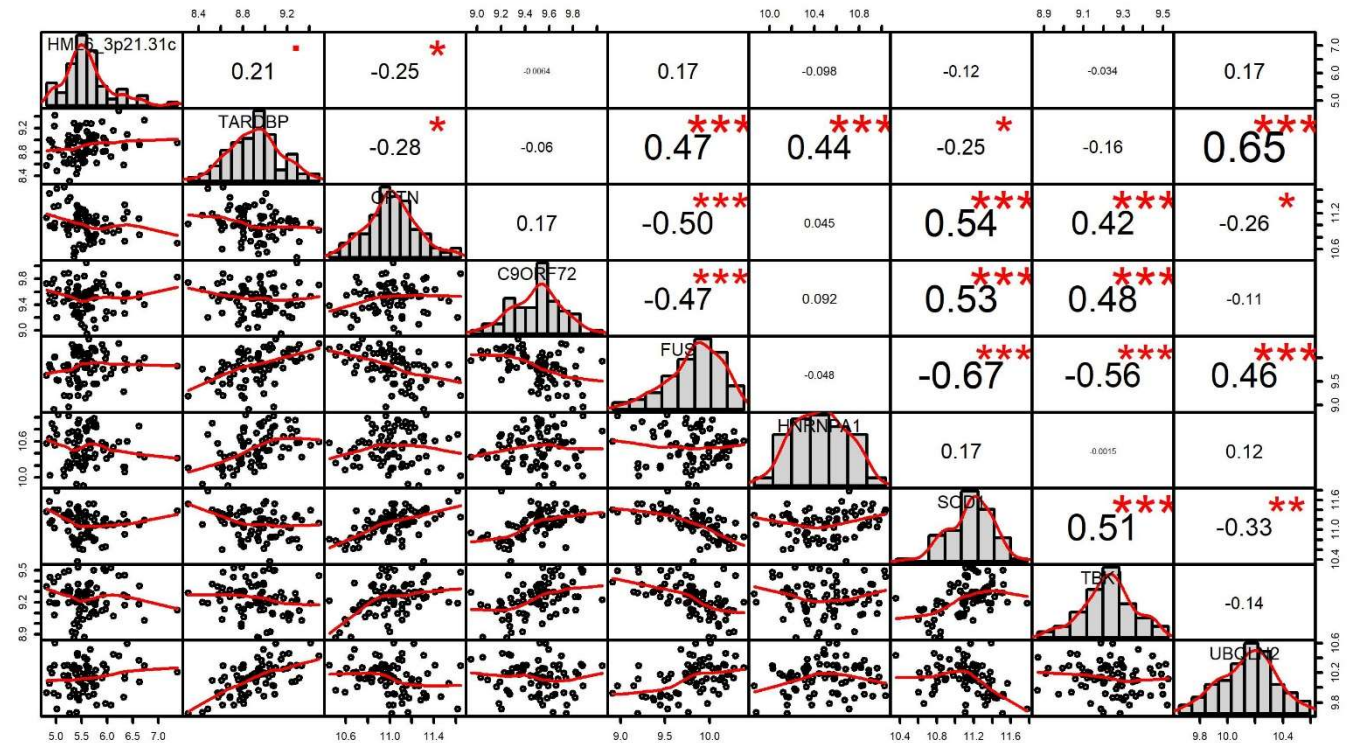 8.4 8.8 9.2 9.0 9.2 9.4 9.6 9.8 10.0 10.4 10.8 8.9 9.1 9.3 9.5
HML6_3p21.31c 0.21 . -0.25 * -0.0064 0.17 -0.098 -0.12 -0.034 0.17 5.0 6.0 7.0
8.4 8.8 9.2 TARDBP -0.28 * -0.06 0.47 *** 0.44 *** -0.25 * -0.16 0.65 ***
OPTN 0.17 -0.50 *** 0.045 0.54 *** 0.42 *** -0.26 * 10.6 11.2
9.0 9.4 9.8 C9ORF72 -0.47 *** 0.092 0.53 *** 0.48 *** -0.11
FUS -0.048 -0.67 *** -0.56 *** 0.46 *** 9.0 9.5
10.0 10.6 HNRNPA1 0.17 -0.0015 0.12
SOD1 0.51 *** -0.33 ** 10.4 11.0 11.6
8.9 9.2 9.5 TBK1 -0.14
UBQLN2 9.8 10.2 10.6
5.0 5.5 6.0 6.5 7.0 10.6 11.0 11.4 9.0 9.5 10.0 10.4 10.8 11.2 11.6 9.8 10.0 10.4